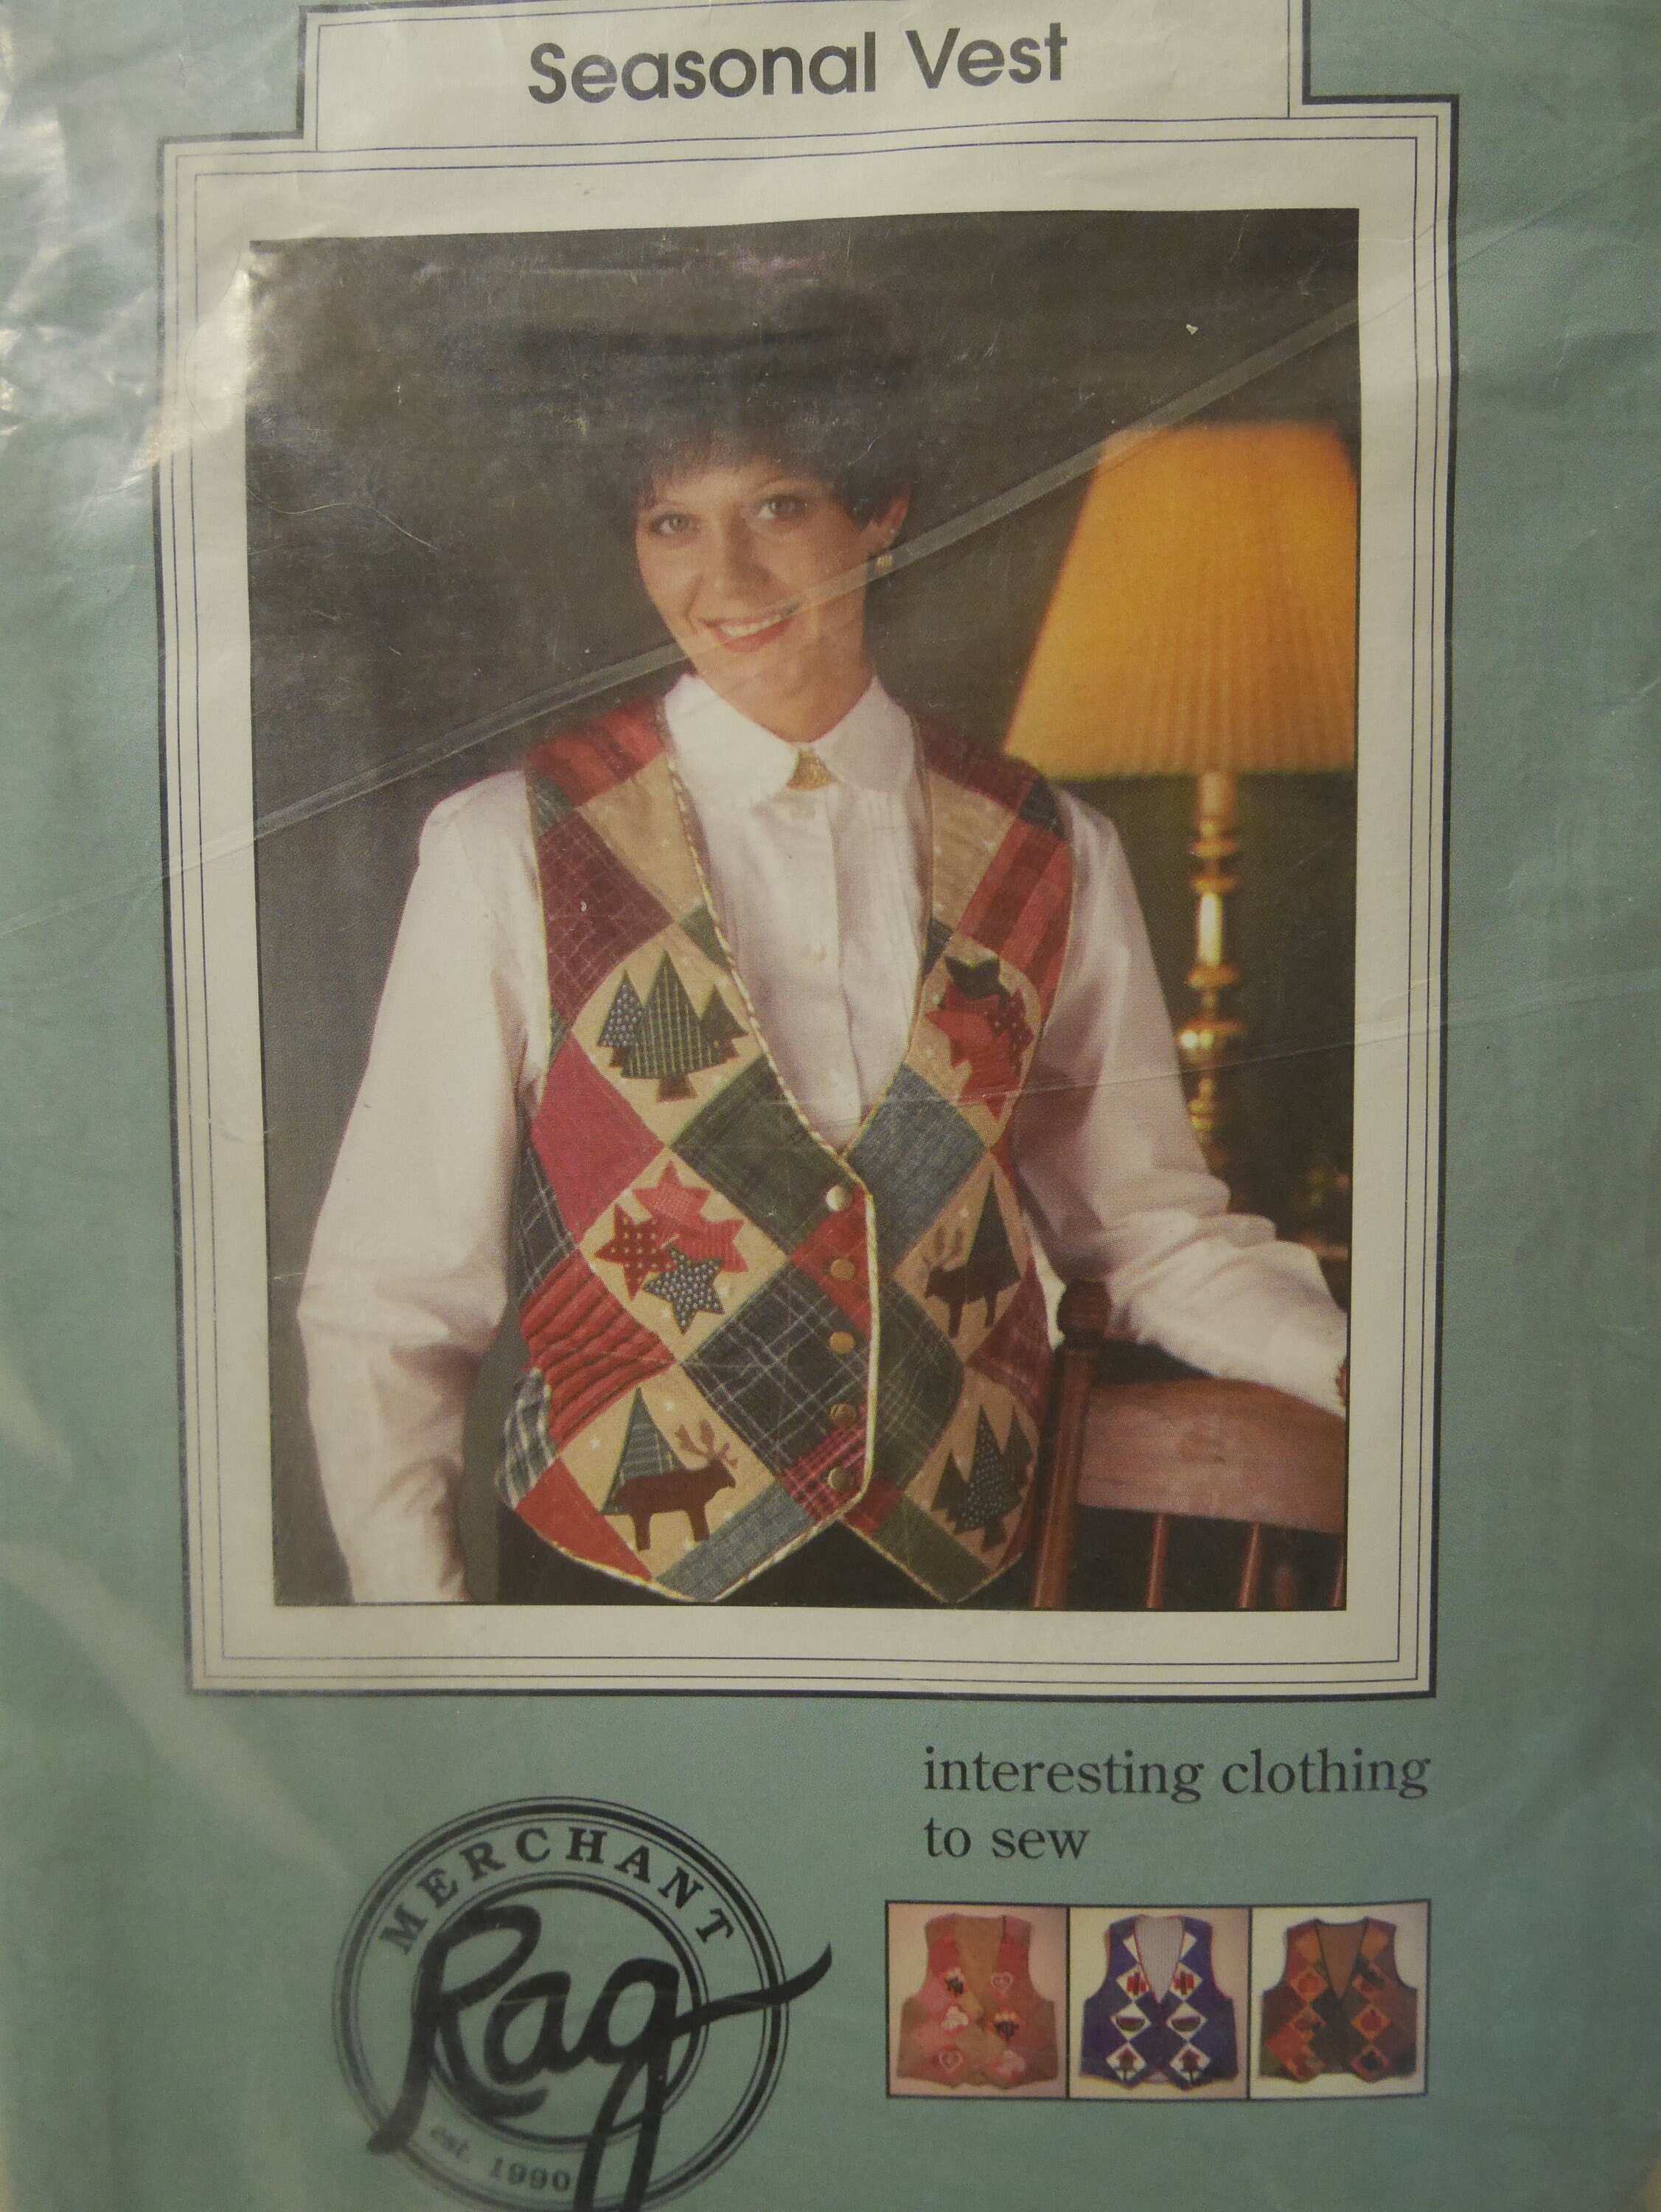 Seasonal Vest
interesting clothing
to sew
MERCHANT
Rag
est. 1990